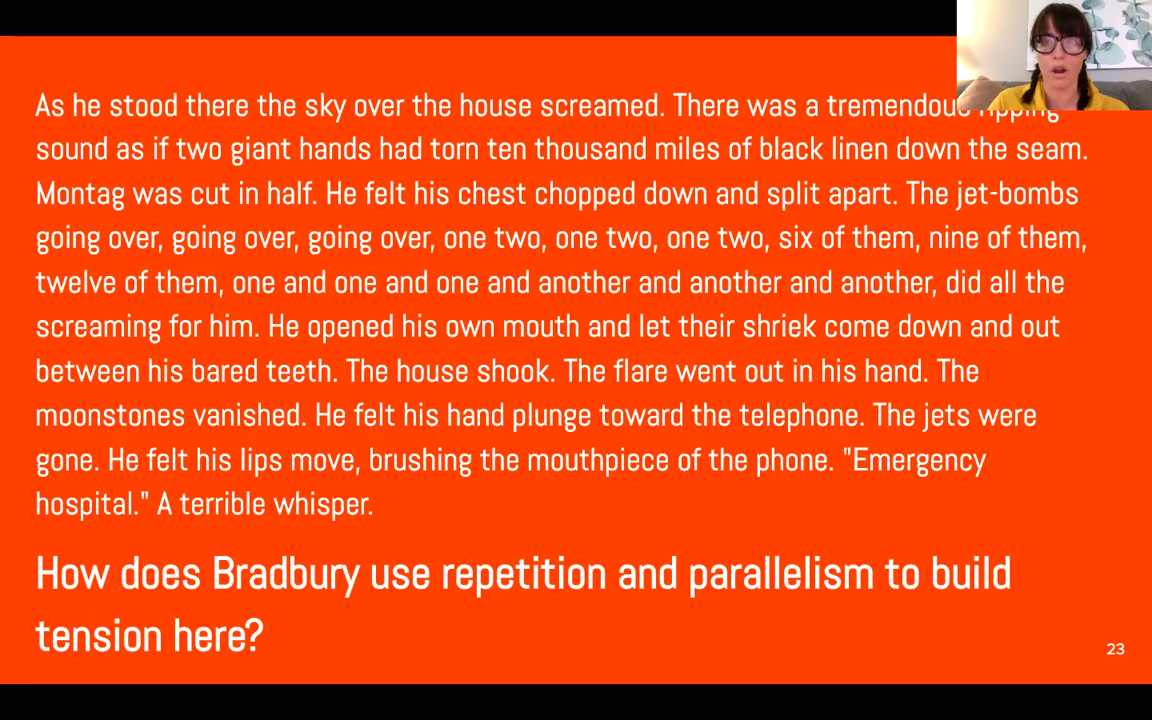 As he stood there the sky over the house screamed. There was a tremendous ripping
sound as if two giant hands had torn ten thousand miles of black linen down the seam.
Montag was cut in half. He felt his chest chopped down and split apart. The jet-bombs
going over, going over, going over, one two, one two, one two, six of them, nine of them,
twelve of them, one and one and one and another and another and another, did all the
screaming for him. He opened his own mouth and let their shriek come down and out
between his bared teeth. The house shook. The flare went out in his hand. The
moonstones vanished. He felt his hand plunge toward the telephone. The jets were
gone. He felt his lips move, brushing the mouthpiece of the phone. "Emergency
hospital." A terrible whisper.
How does Bradbury use repetition and parallelism to build
tension here?
23